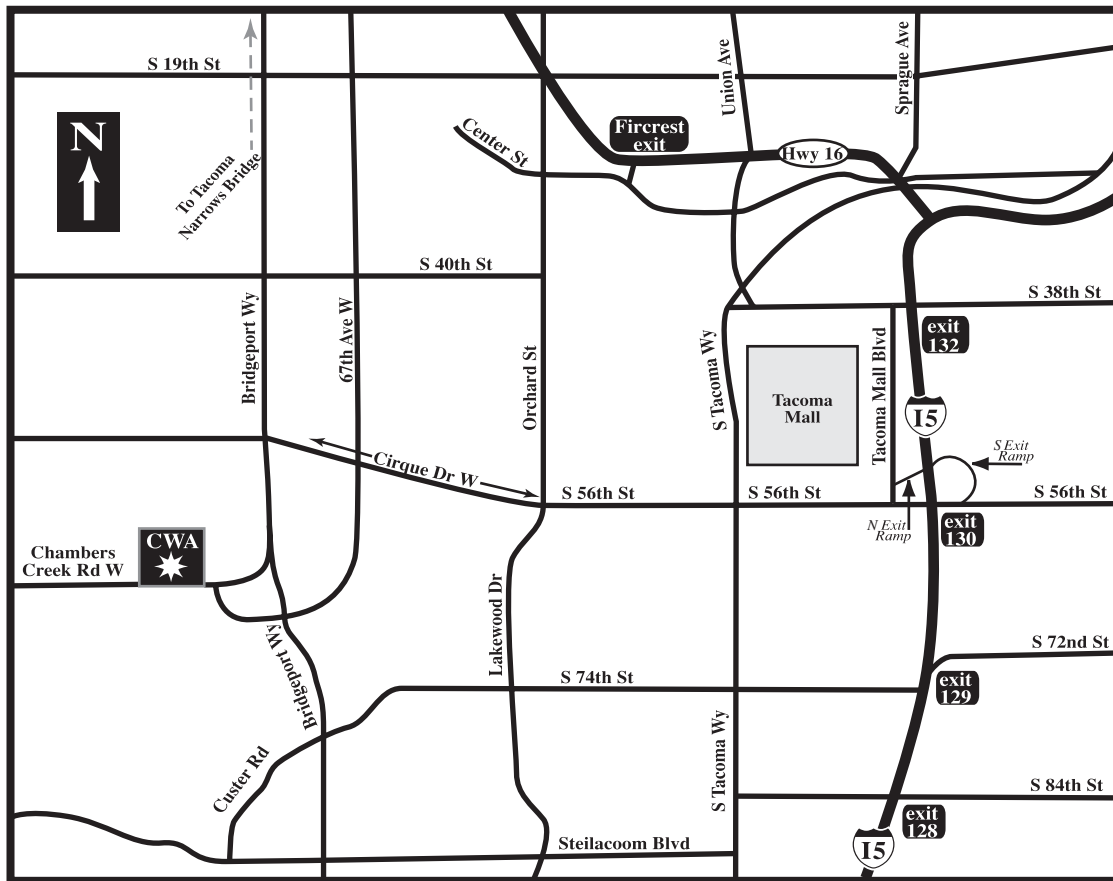 S 19th St
Union Ave
Sprague Ave
N
Center St
Fircrest
exit
Hwy 16
To Tacoma
Narrows Bridge
S 40th St
S 38th St
Bridgeport Wy
67th Ave W
Orchard St
S Tacoma Wy
Tacoma Mall Blvd
exit
132
Tacoma
Mall
I5
Cirque Dr W
S Exit
Ramp
S 56th St
S 56th St
S 56th St
N Exit
Ramp
exit
130
CWA
Chambers
Creek Rd W
Lakewood Dr
Bridgeport Wy
S 72nd St
S 74th St
exit
129
Custer Rd
S Tacoma Wy
S 84th St
exit
128
Steilacoom Blvd
I5